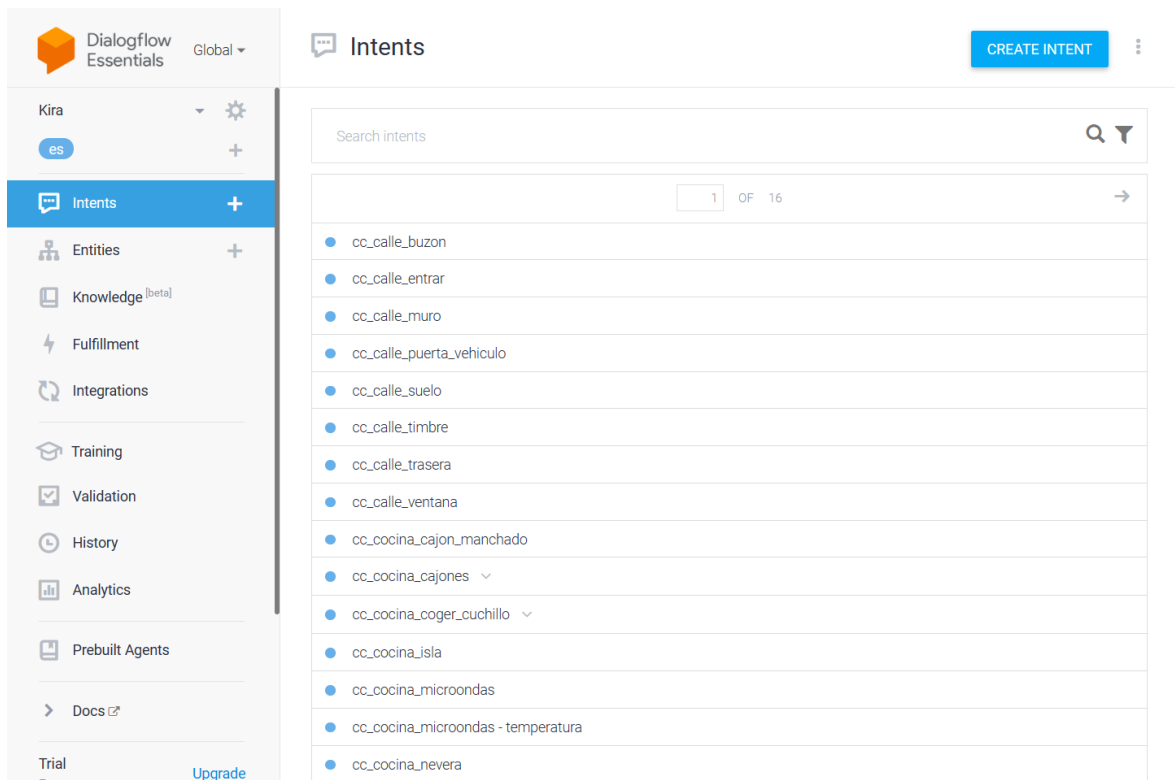 Dialogflow
Essentials
Global
Kira
es
Intents
Entities
Knowledge [beta]
Fulfillment
Integrations
Training
Validation
History
Analytics
Prebuilt Agents
Docs
Trial
Upgrade
Intents
CREATE INTENT
Search intents
1 OF 16
cc_calle_buzon
cc_calle_entrar
cc_calle_muro
cc_calle_puerta_vehiculo
cc_calle_suelo
cc_calle_timbre
cc_calle_trasera
cc_calle_ventana
cc_cocina_cajon_manchado
cc_cocina_cajones
cc_cocina_coger_cuchillo
cc_cocina_isla
cc_cocina_microondas
cc_cocina_microondas - temperatura
cc_cocina_nevera